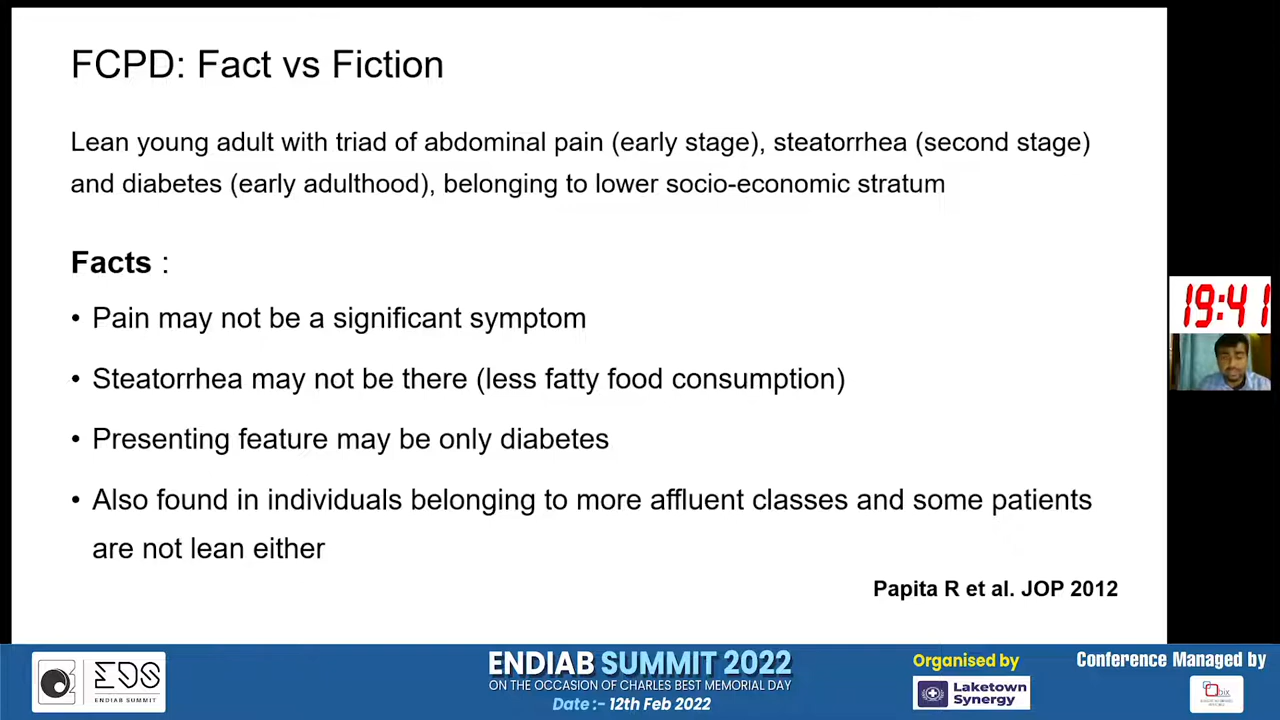 FCPD: Fact vs Fiction
Lean young adult with triad of abdominal pain (early stage), steatorrhea (second stage)
and diabetes (early adulthood), belonging to lower socio-economic stratum
Facts :
• Pain may not be a significant symptom
• Steatorrhea may not be there (less fatty food consumption)
• Presenting feature may be only diabetes
• Also found in individuals belonging to more affluent classes and some patients
are not lean either
Papita R et al. JOP 2012
19:41
EDS
ENDIAB SUMMIT
ENDIAB SUMMIT 2022
ON THE OCCASION OF CHARLES BEST MEMORIAL DAY
Date :- 12th Feb 2022
Organised by
Laketown
Synergy
Conference Managed by